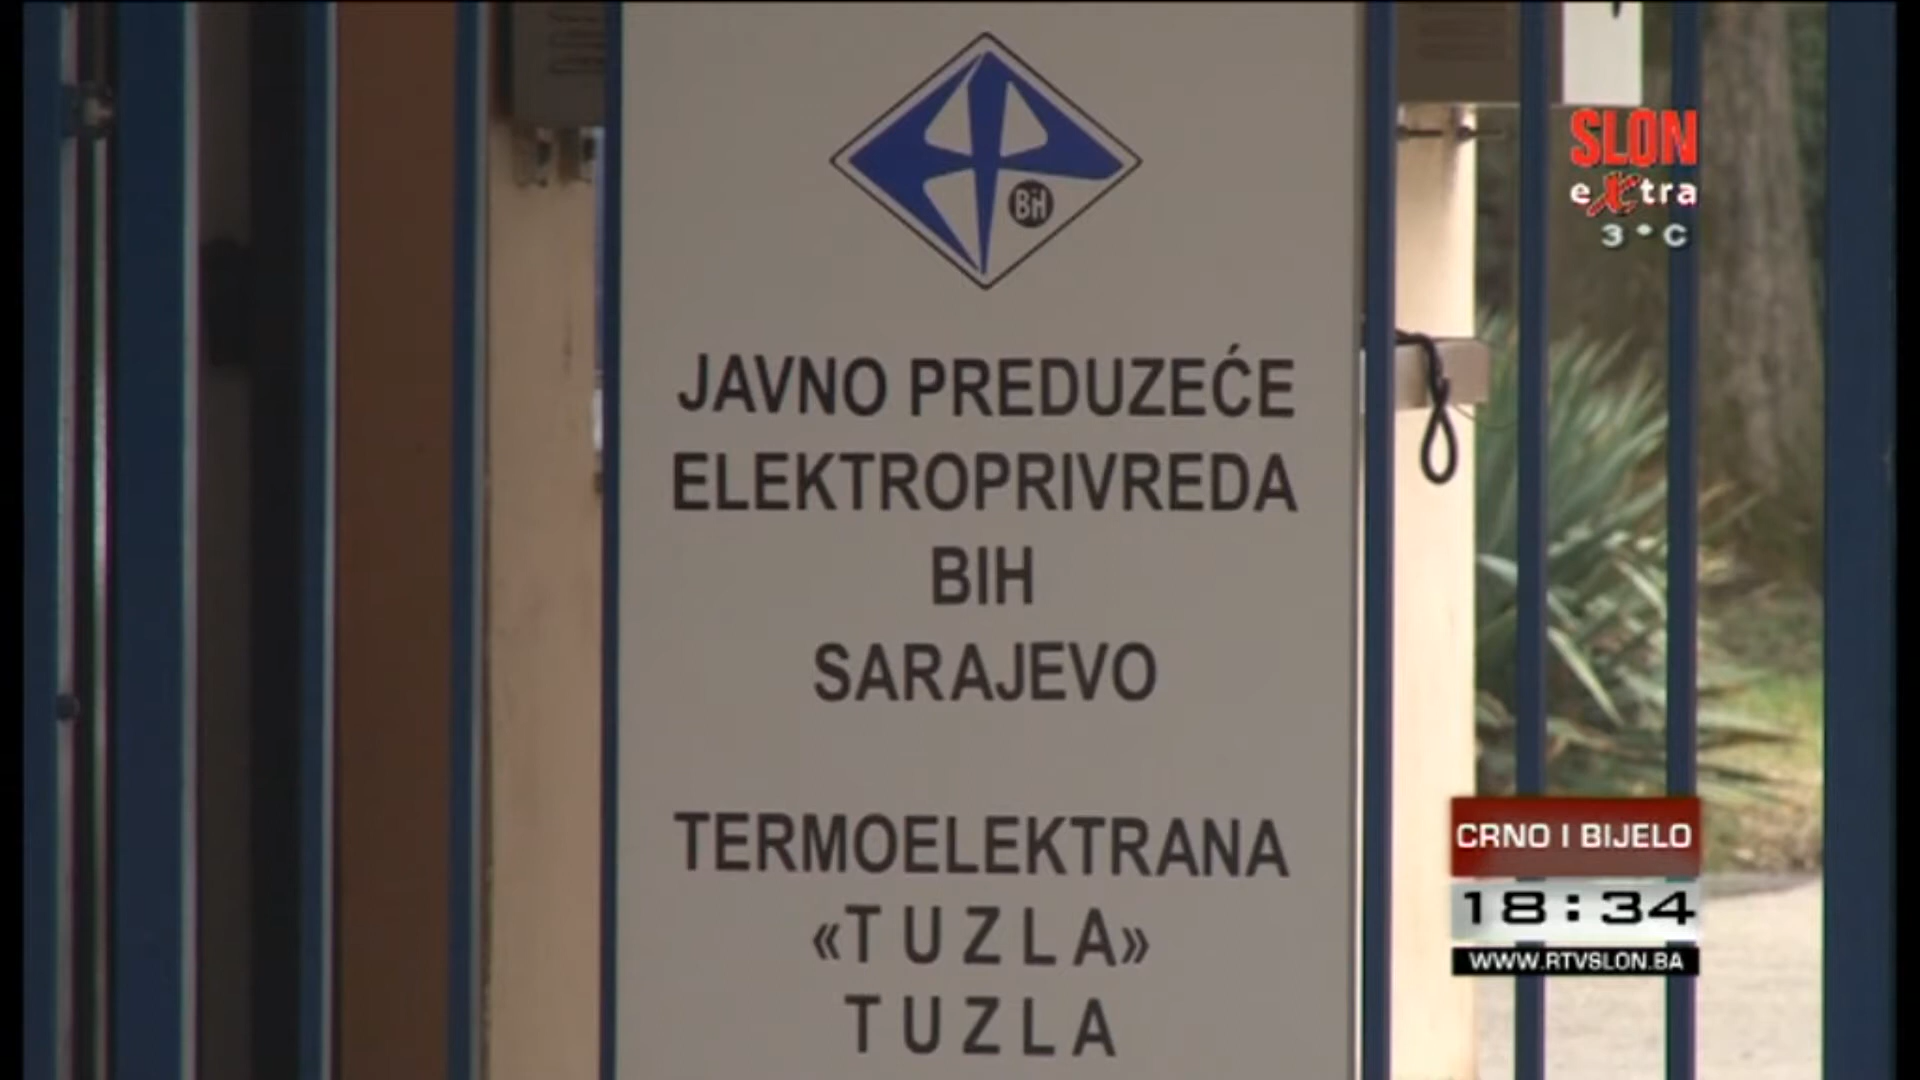 BiH
JAVNO PREDUZEĆE
ELEKTROPRIVREDA
BIH
SARAJEVO
TERMOELEKTRANA
«TUZLA»
TUZLA
SLON
extra
3°C
CRNO I BIJELO
18:34
WWW.RTVSLON.BA